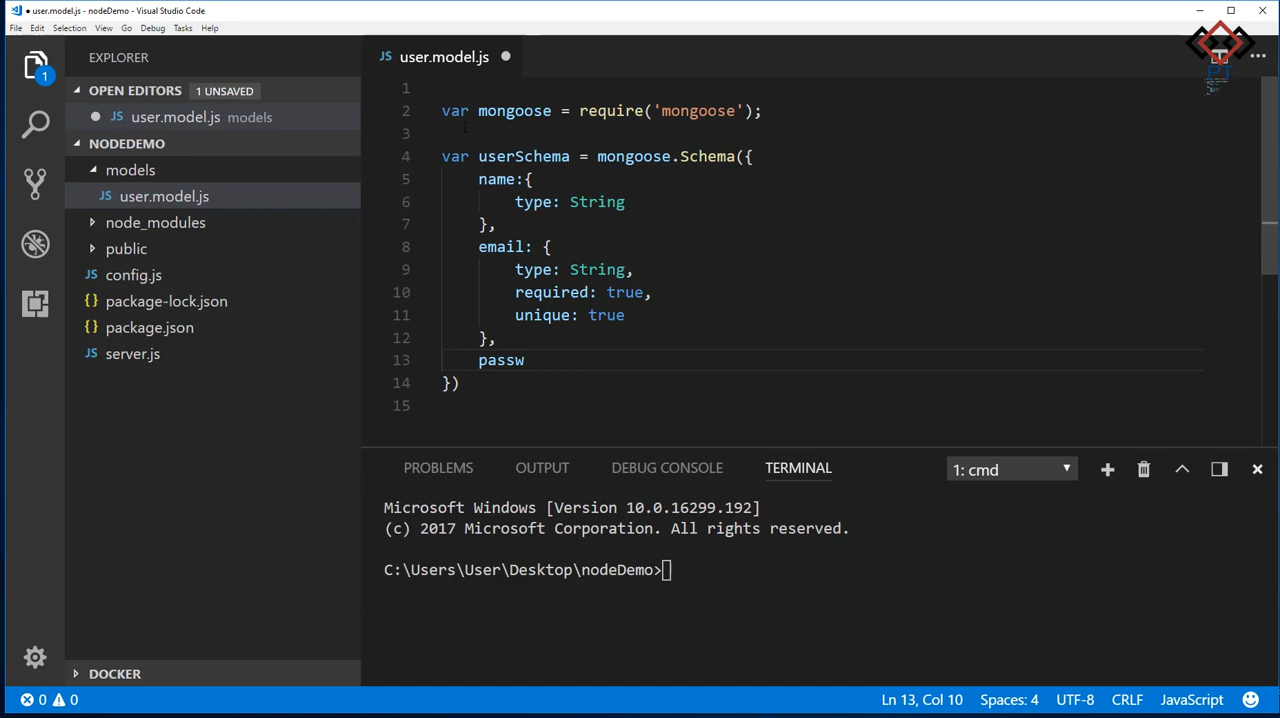 user.model.js - nodeDemo - Visual Studio Code
File Edit Selection View Go Debug Tasks Help
EXPLORER
OPEN EDITORS 1 UNSAVED
JS user.model.js models
NODEDEMO
models
JS user.model.js
node_modules
public
JS config.js
{} package-lock.json
{} package.json
JS server.js
DOCKER
1
JS user.model.js
PT
1
2 var mongoose = require('mongoose');
3
4 var userSchema = mongoose.Schema({
5 name:{
6 type: String
7 },
8 email: {
9 type: String,
10 required: true,
11 unique: true
12 },
13 passw
14 })
15
PROBLEMS OUTPUT DEBUG CONSOLE TERMINAL 1: cmd
Microsoft Windows [Version 10.0.16299.192]
(c) 2017 Microsoft Corporation. All rights reserved.
C:\Users\User\Desktop\nodeDemo>
0 0 Ln 13, Col 10 Spaces: 4 UTF-8 CRLF JavaScript